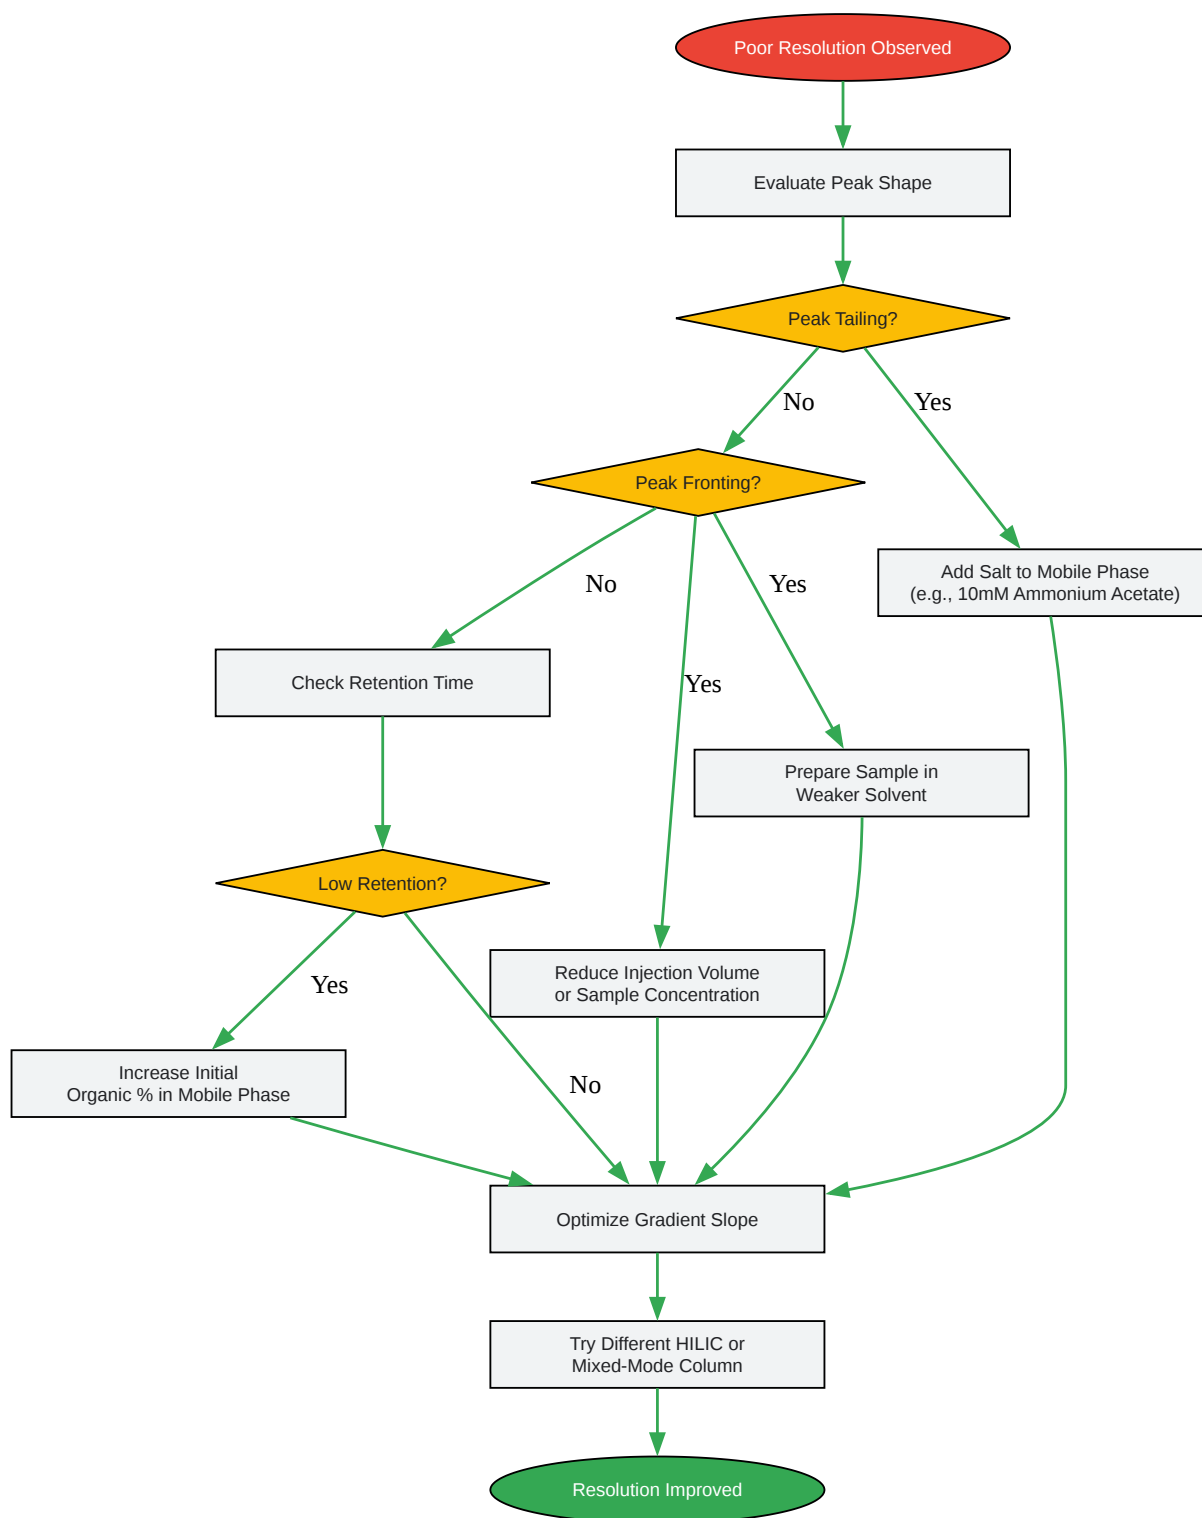 Poor Resolution Observed
Evaluate Peak Shape
Peak Tailing?
No
Yes
Peak Fronting?
No
Yes
Add Salt to Mobile Phase
(e.g., 10mM Ammonium Acetate)
Check Retention Time
Yes
Prepare Sample in
Weaker Solvent
Low Retention?
Yes
Reduce Injection Volume
or Sample Concentration
Increase Initial
Organic % in Mobile Phase
No
Optimize Gradient Slope
Try Different HILIC or
Mixed-Mode Column
Resolution Improved